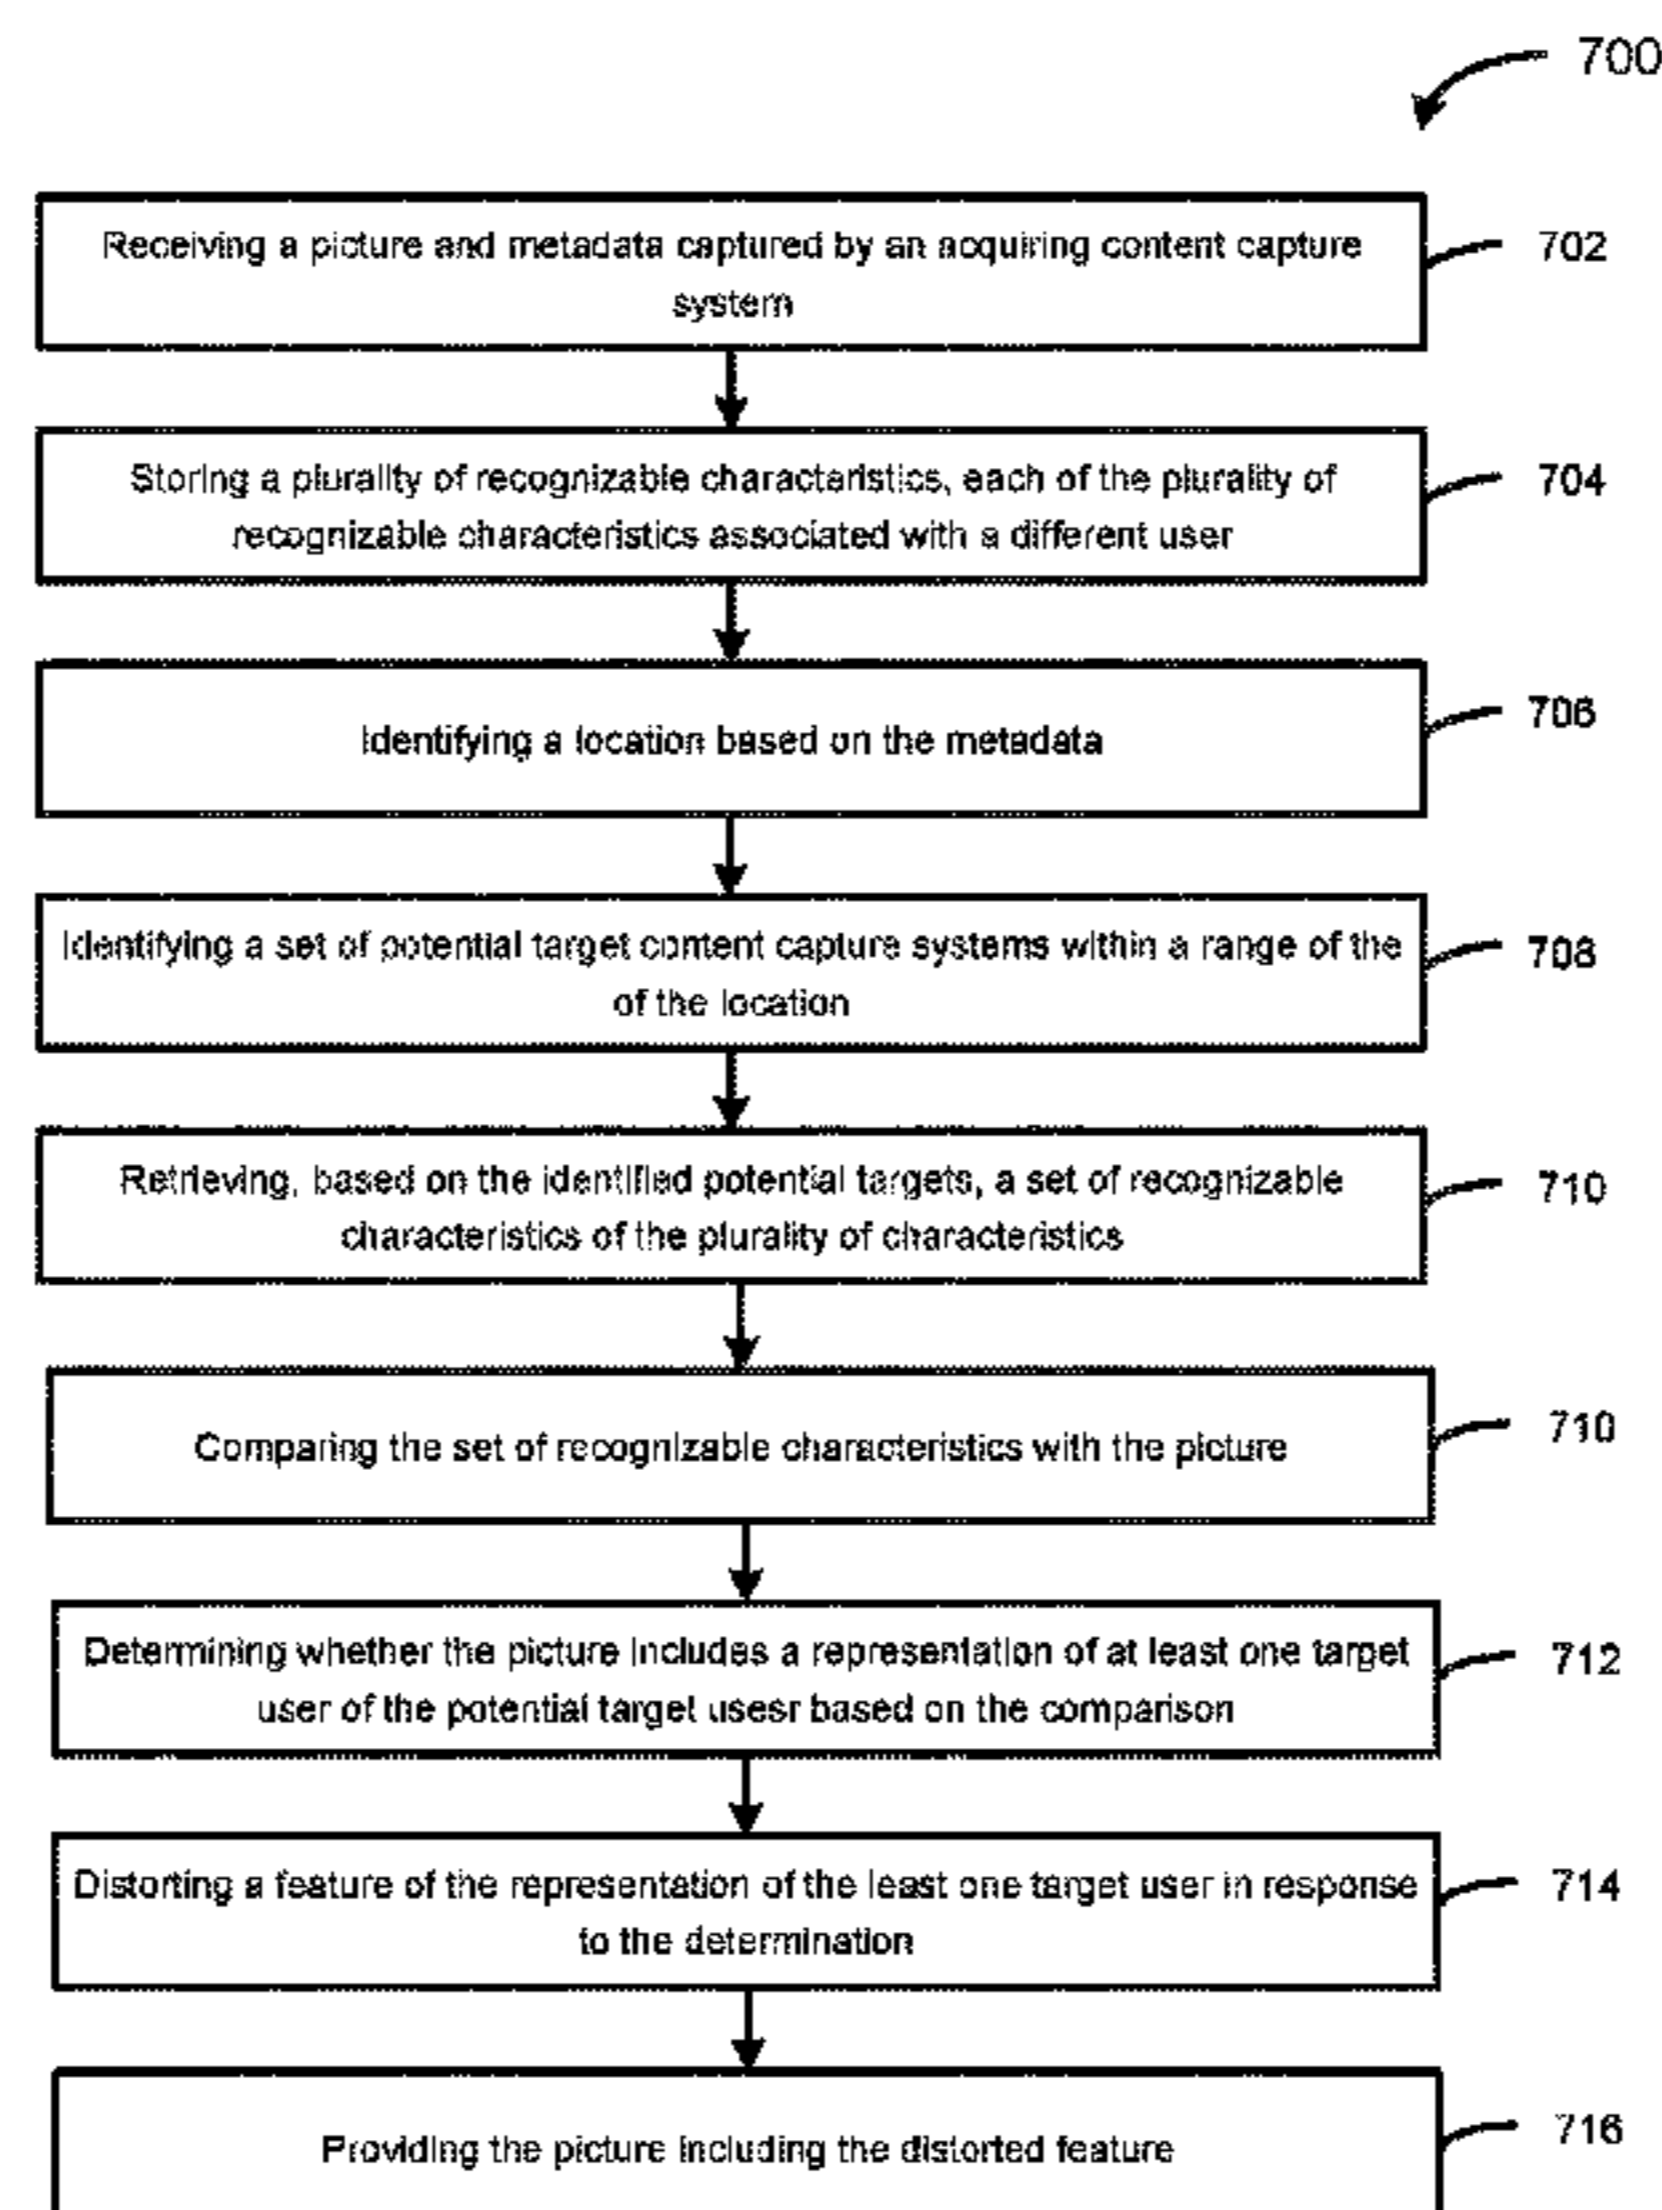 700
Receiving a picture and metadata captured by an acquiring content capture
system
702
Storing a plurality of recognizable characteristics, each of the plurality of
recognizable characteristics associated with a different user
704
Identifying a location based on the metadata
706
Identifying a set of potential target content capture systems within a range of the
of the location
708
Retrieving, based on the identified potential targets, a set of recognizable
characteristics of the plurality of characteristics
710
Comparing the set of recognizable characteristics with the picture
710
Determining whether the picture includes a representation of at least one target
user of the potential target usesr based on the comparison
712
Distorting a feature of the representation of the least one target user in response
to the determination
714
Providing the picture including the distorted feature
716